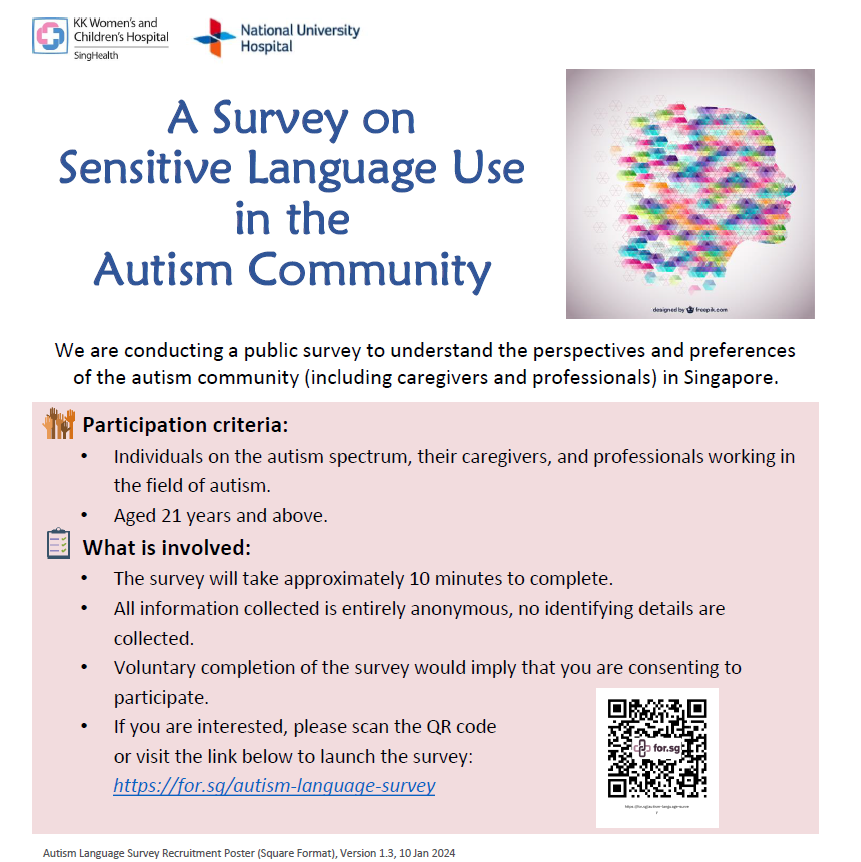 KK Women's and
Children's Hospital
SingHealth
National University
Hospital
A Survey on
Sensitive Language Use
in the
Autism Community
designed by freepik.com
We are conducting a public survey to understand the perspectives and preferences
of the autism community (including caregivers and professionals) in Singapore.
Participation criteria:
• Individuals on the autism spectrum, their caregivers, and professionals working in
the field of autism.
• Aged 21 years and above.
What is involved:
• The survey will take approximately 10 minutes to complete.
• All information collected is entirely anonymous, no identifying details are
collected.
• Voluntary completion of the survey would imply that you are consenting to
participate.
• If you are interested, please scan the QR code
or visit the link below to launch the survey:
https://for.sg/autism-language-survey
for.sg
https://for.sg/autism-language-surve
y
Autism Language Survey Recruitment Poster (Square Format), Version 1.3, 10 Jan 2024